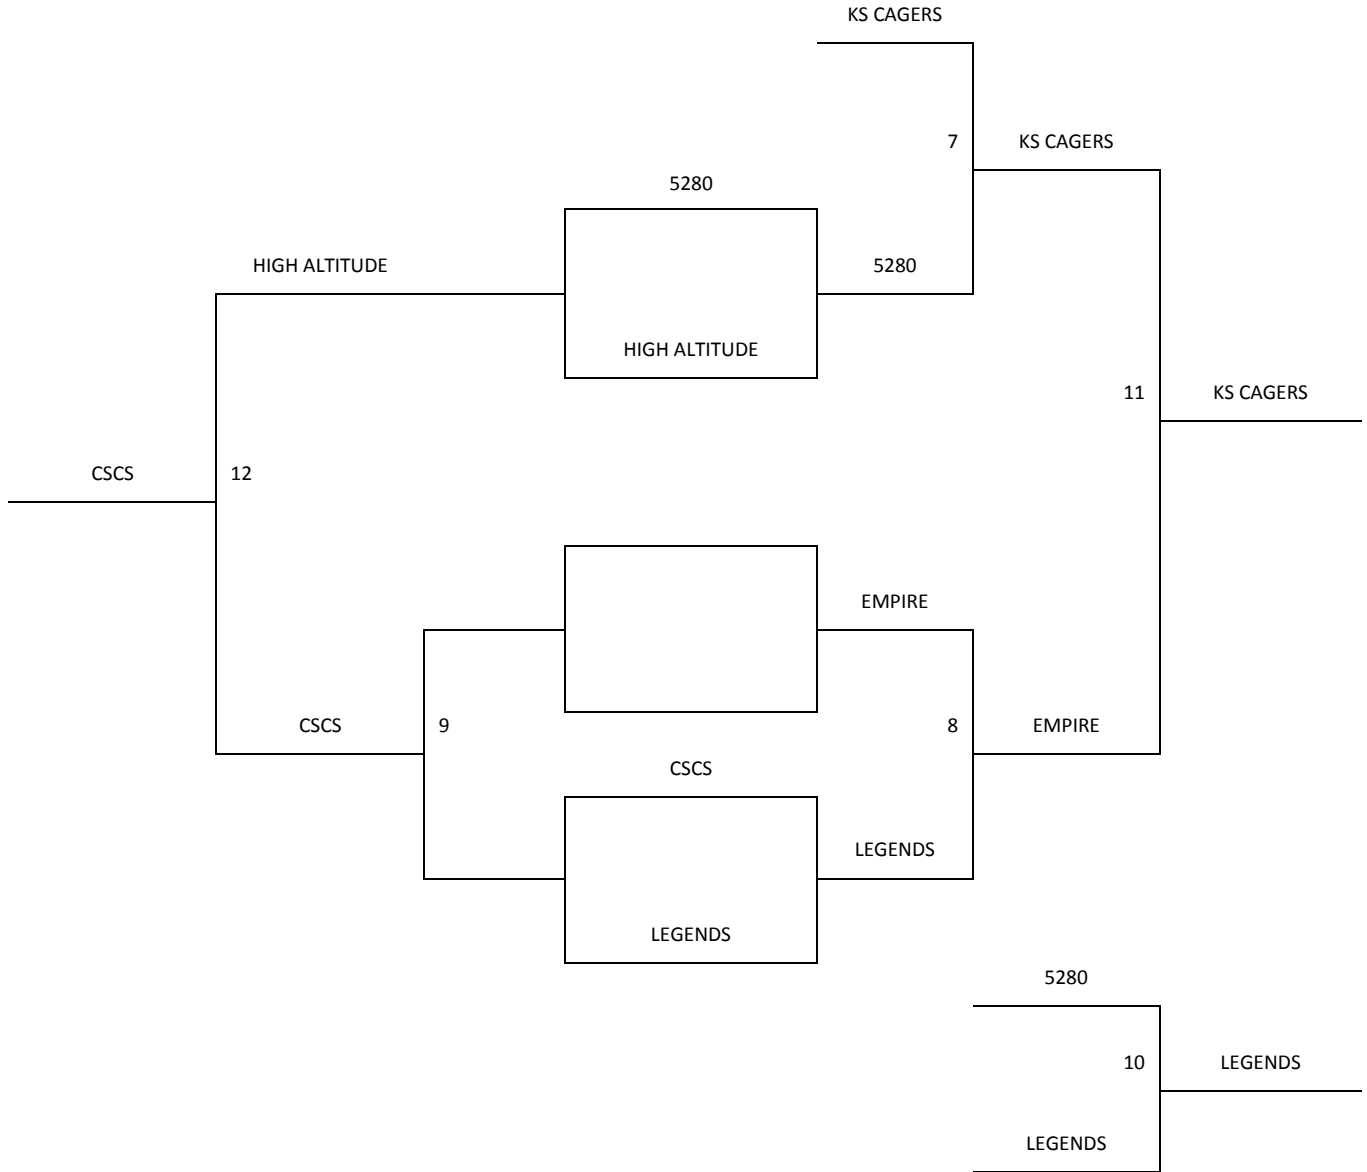 KS CAGERS
7
KS CAGERS
5280
HIGH ALTITUDE
5280
HIGH ALTITUDE
11
KS CAGERS
CSCS
12
EMPIRE
CSCS
9
8
EMPIRE
CSCS
LEGENDS
LEGENDS
5280
10
LEGENDS
LEGENDS